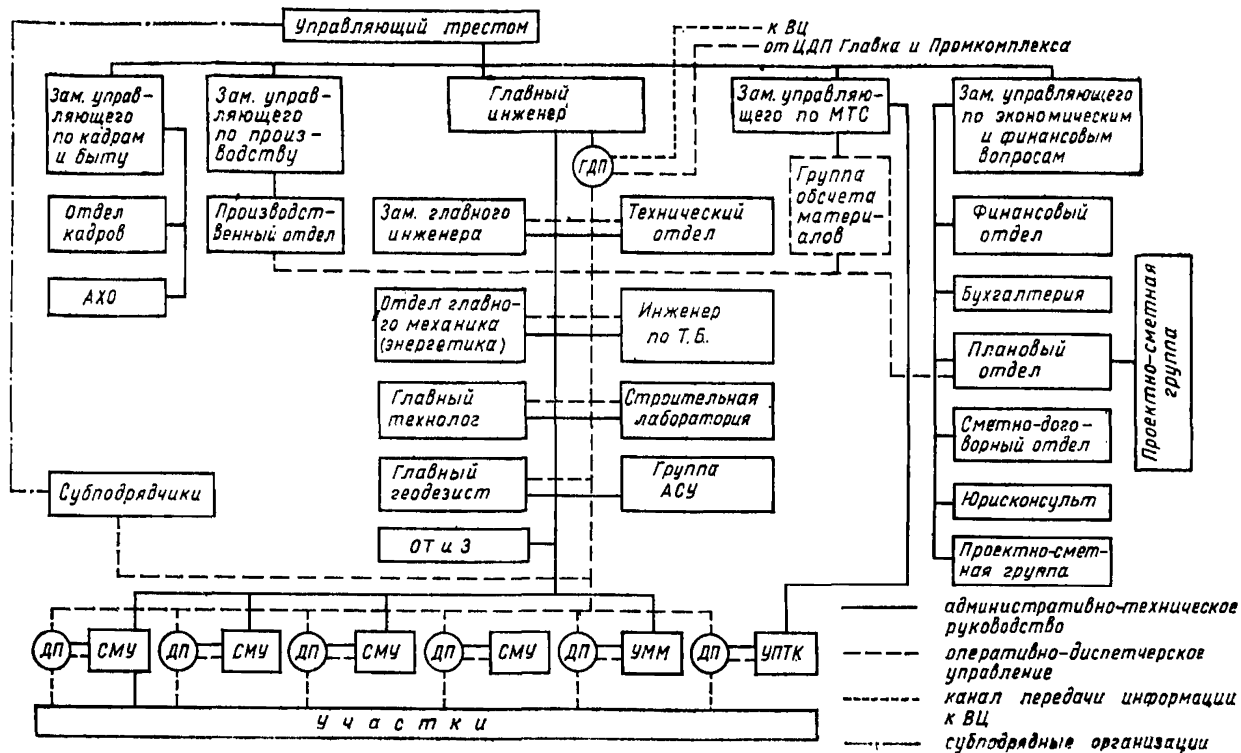 Управляющий трестом
к ВЦ
от ЦДП Главка и Промкомплекса
Зам. управ-
ляющего
по кадрам
и быту
Зам. управ-
ляющего
по произ-
водству
Главный
инженер
Зам. управляю-
щего по МТС
Зам. управляющего
по экономическим
и финансовым
вопросам
ГДП
Группа
обсчета
матери-
алов
Отдел
кадров
Производст-
венный отдел
Зам. главного
инженера
Технический
отдел
Финансовый
отдел
АХО
Отдел главно-
го механика
(энергетика)
Инженер
по Т.Б.
Бухгалтерия
Плановый
отдел
Проектно-сметная
группа
Главный
технолог
Строительная
лаборатория
Сметно-дого-
ворный отдел
Субподрядчики
Главный
геодезист
Группа
АСУ
Юрисконсульт
ОТ и З
Проектно-смет-
ная группа
ДП
СМУ
ДП
СМУ
ДП
СМУ
ДП
СМУ
ДП
УММ
ДП
УПТК
Участки
административно-техническое
руководство
оперативно-диспетчерское
управление
канал передачи информации
к ВЦ
субподрядные организации